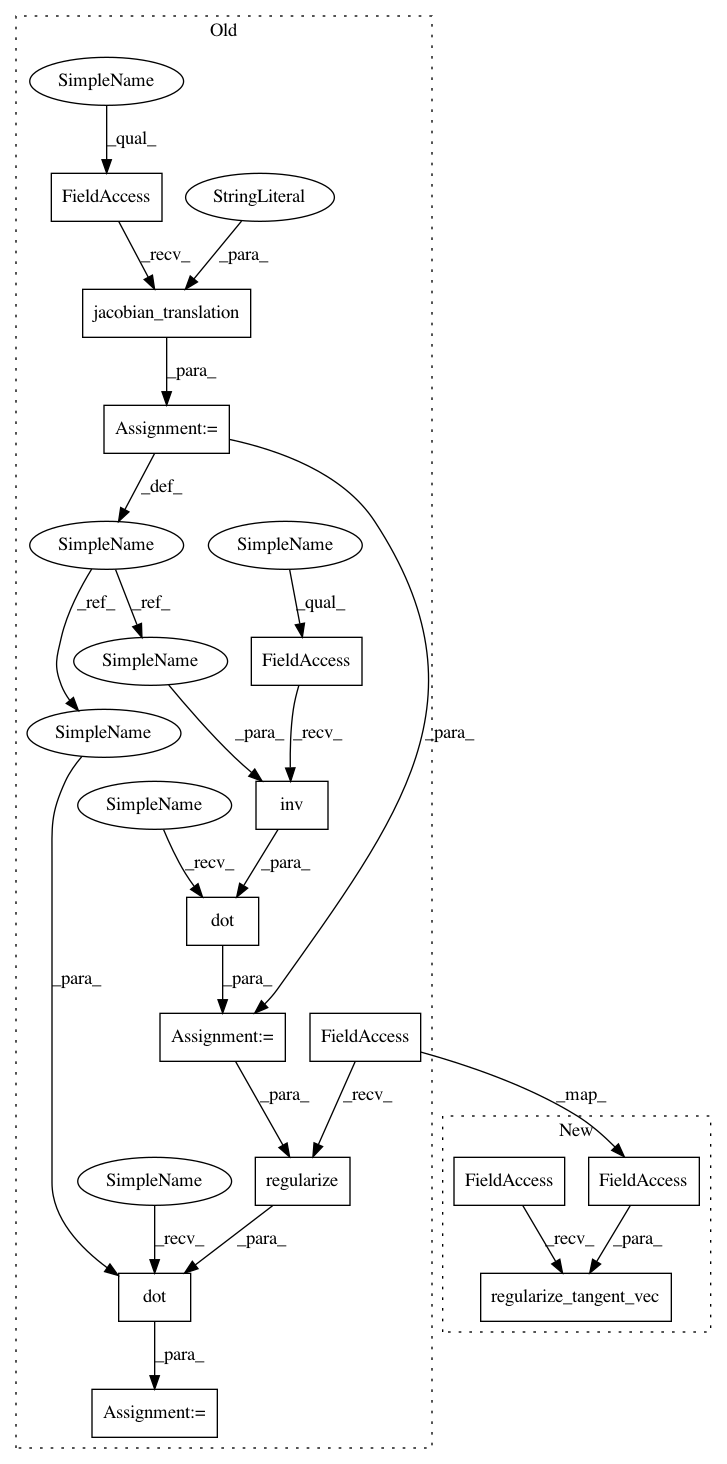 Old
SimpleName
_qual_
FieldAccess
StringLiteral
_recv_
_para_
jacobian_translation
_para_
Assignment:=
_def_
SimpleName
SimpleName
_ref_
_ref_
_qual_
SimpleName
FieldAccess
SimpleName
_para_
_recv_
_para_
SimpleName
inv
_recv_
_para_
dot
_para_
_para_
Assignment:=
FieldAccess
_para_
_recv_
_map_
New
SimpleName
regularize
FieldAccess
FieldAccess
_recv_
_para_
_recv_
_para_
dot
regularize_tangent_vec
_para_
Assignment:=